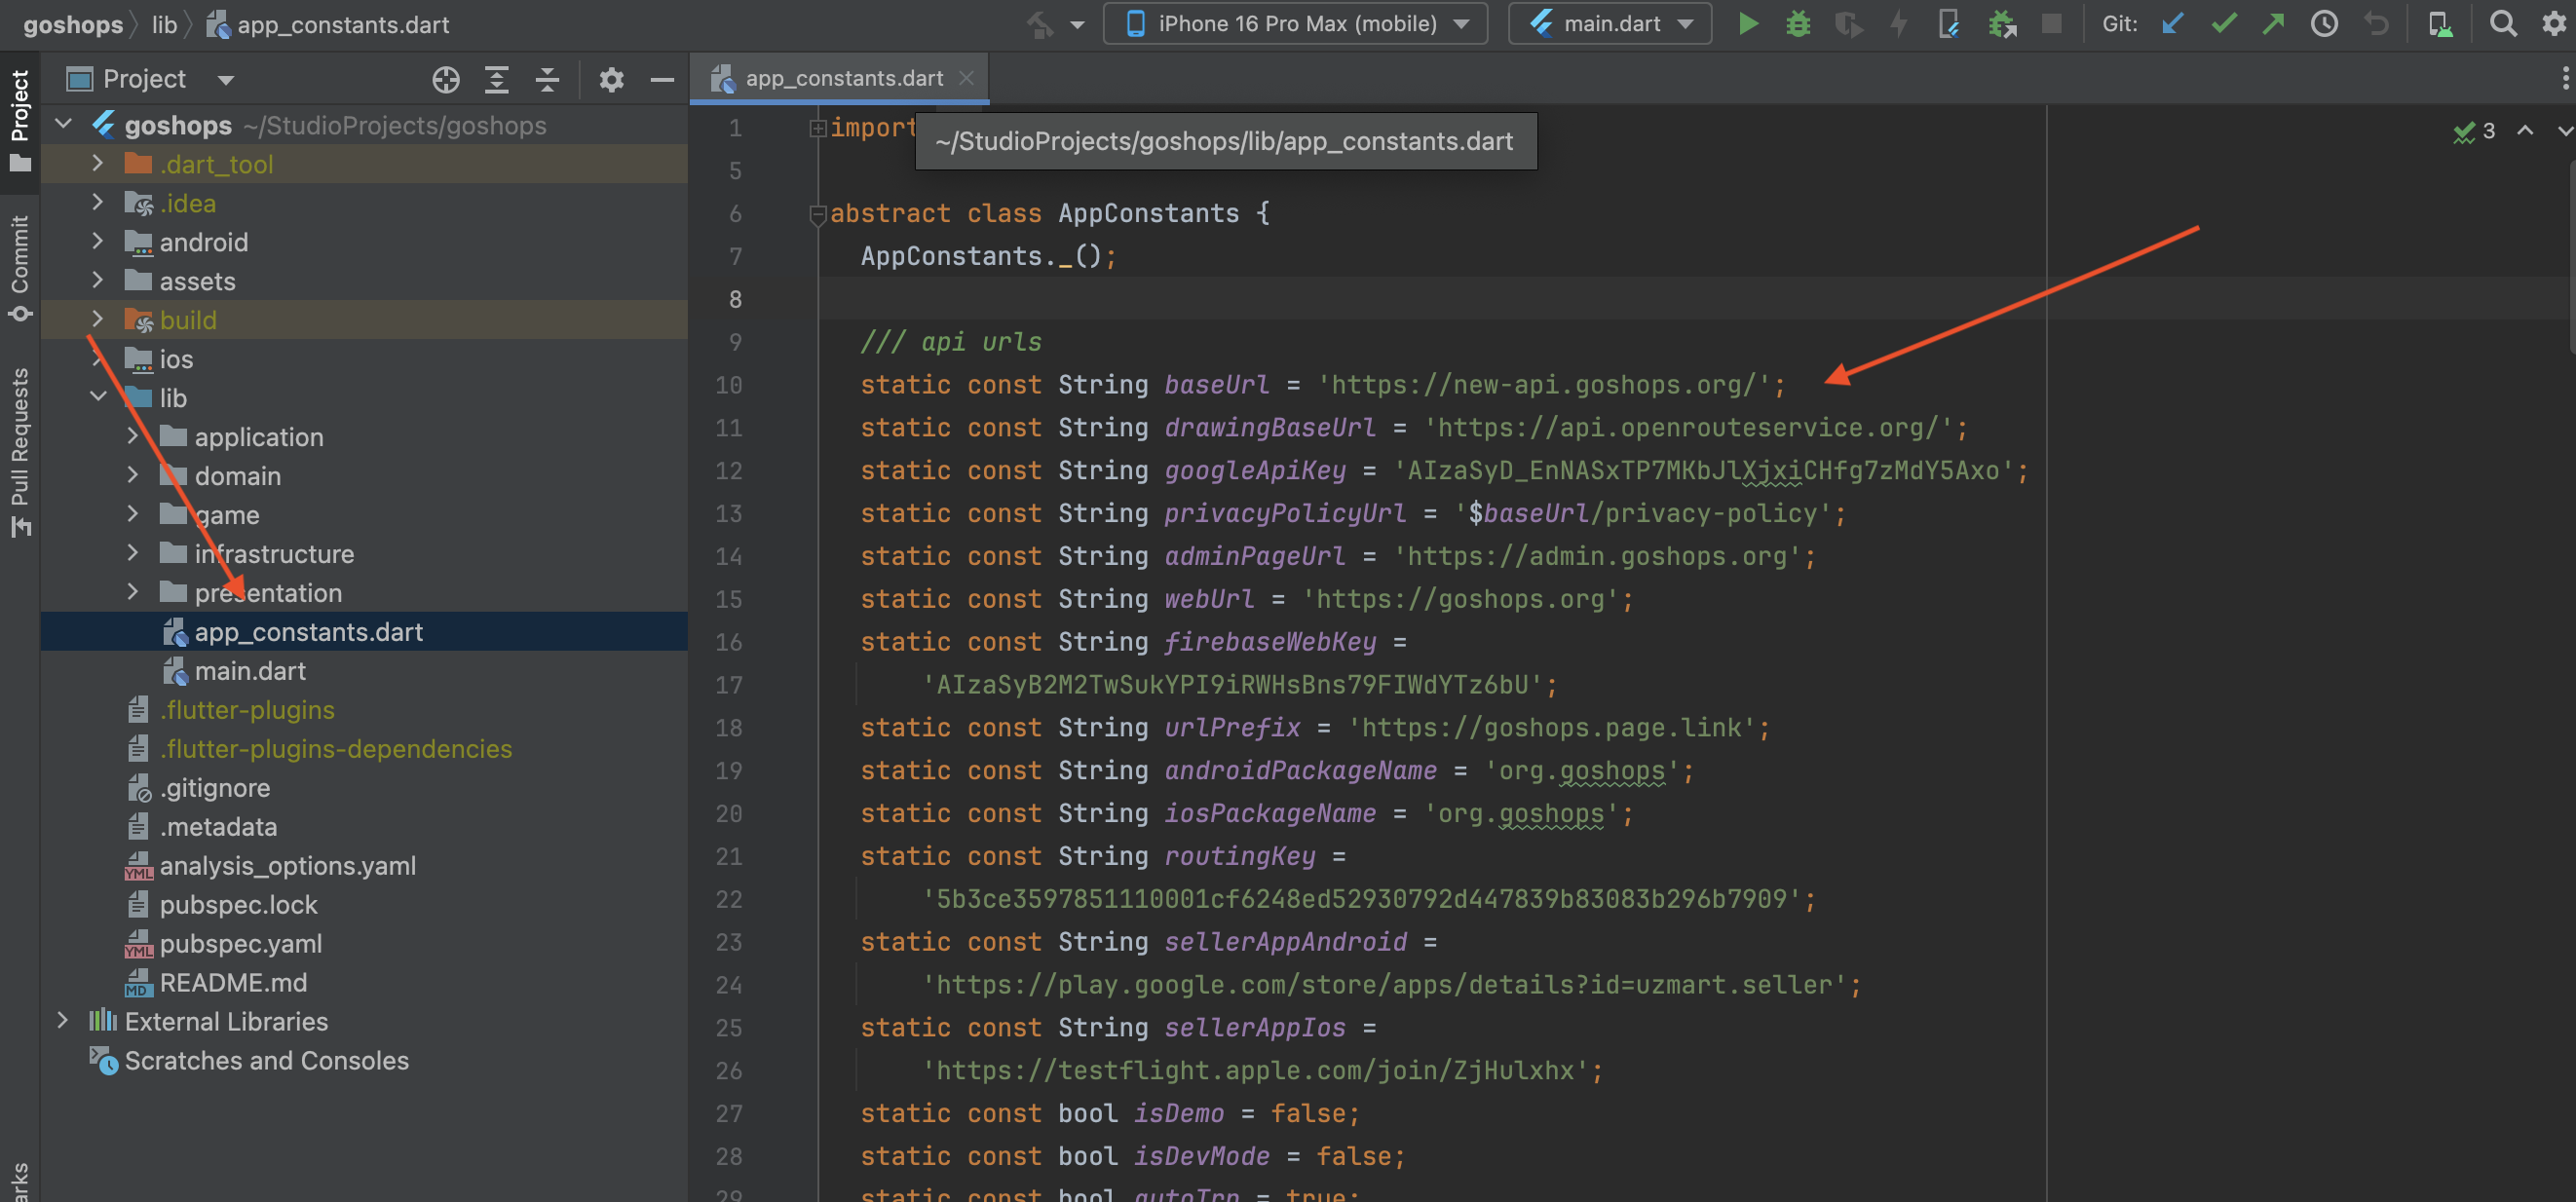 goshops lib app_constants.dart
iPhone 16 Pro Max (mobile)
main.dart
Git:
Project
Commit
Pull Requests
arks
Project
goshops ~/StudioProjects/goshops
.dart_tool
.idea
android
assets
build
ios
lib
application
domain
game
infrastructure
presentation
app_constants.dart
main.dart
.flutter-plugins
.flutter-plugins-dependencies
.gitignore
.metadata
analysis_options.yaml
pubspec.lock
pubspec.yaml
README.md
External Libraries
Scratches and Consoles
app_constants.dart
~/StudioProjects/goshops/lib/app_constants.dart
3
1 import
5
6 abstract class AppConstants {
7 AppConstants._();
8
9 /// api urls
10 static const String baseUrl = 'https://new-api.goshops.org/';
11 static const String drawingBaseUrl = 'https://api.openrouteservice.org/';
12 static const String googleApiKey = 'AIzaSyD_EnNASxTP7MKbJlXjxiCHfg7zMdY5Axo';
13 static const String privacyPolicyUrl = '$baseUrl/privacy-policy';
14 static const String adminPageUrl = 'https://admin.goshops.org';
15 static const String webUrl = 'https://goshops.org';
16 static const String firebaseWebKey =
17 'AIzaSyB2M2TwSukYPI9iRWHsBns79FIWdYTz6bU';
18 static const String urlPrefix = 'https://goshops.page.link';
19 static const String androidPackageName = 'org.goshops';
20 static const String iosPackageName = 'org.goshops';
21 static const String routingKey =
22 '5b3ce3597851110001cf6248ed52930792d447839b83083b296b7909';
23 static const String sellerAppAndroid =
24 'https://play.google.com/store/apps/details?id=uzmart.seller';
25 static const String sellerAppIos =
26 'https://testflight.apple.com/join/ZjHulxhx';
27 static const bool isDemo = false;
28 static const bool isDevMode = false;
29 static const bool autoTrn = true;